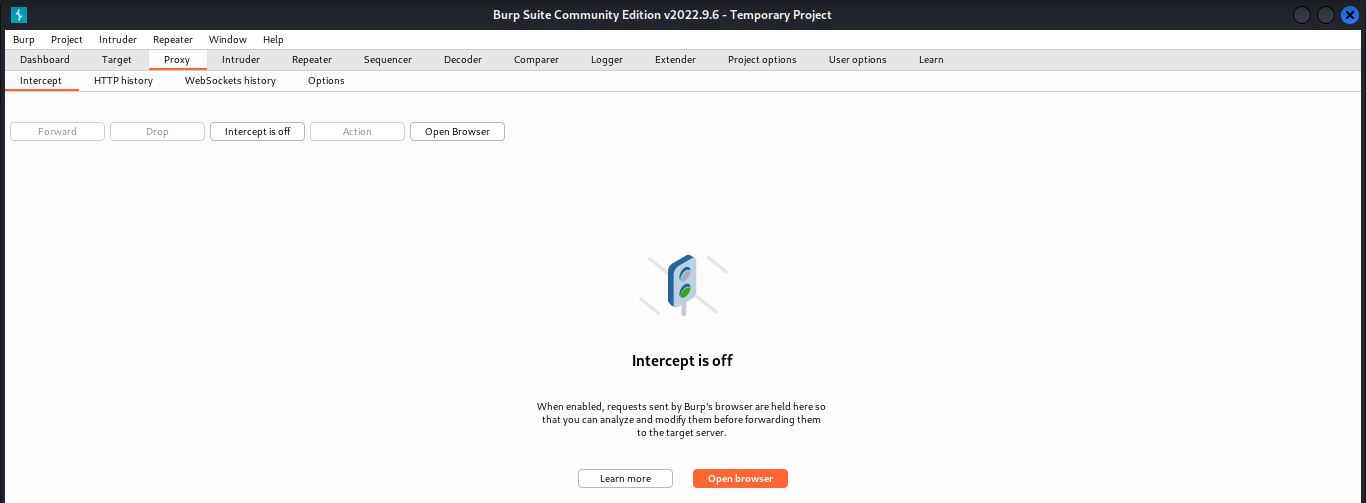 Burp Suite Community Edition v2022.9.6 - Temporary Project
Burp Project Intruder Repeater Window Help
Dashboard Target Proxy Intruder Repeater Sequencer Decoder Comparer Logger Extender Project options User options Learn
Intercept HTTP history WebSockets history Options
Forward Drop Intercept is off Action Open Browser
Intercept is off
When enabled, requests sent by Burp's browser are held here so
that you can analyze and modify them before forwarding them
to the target server.
Learn more Open browser